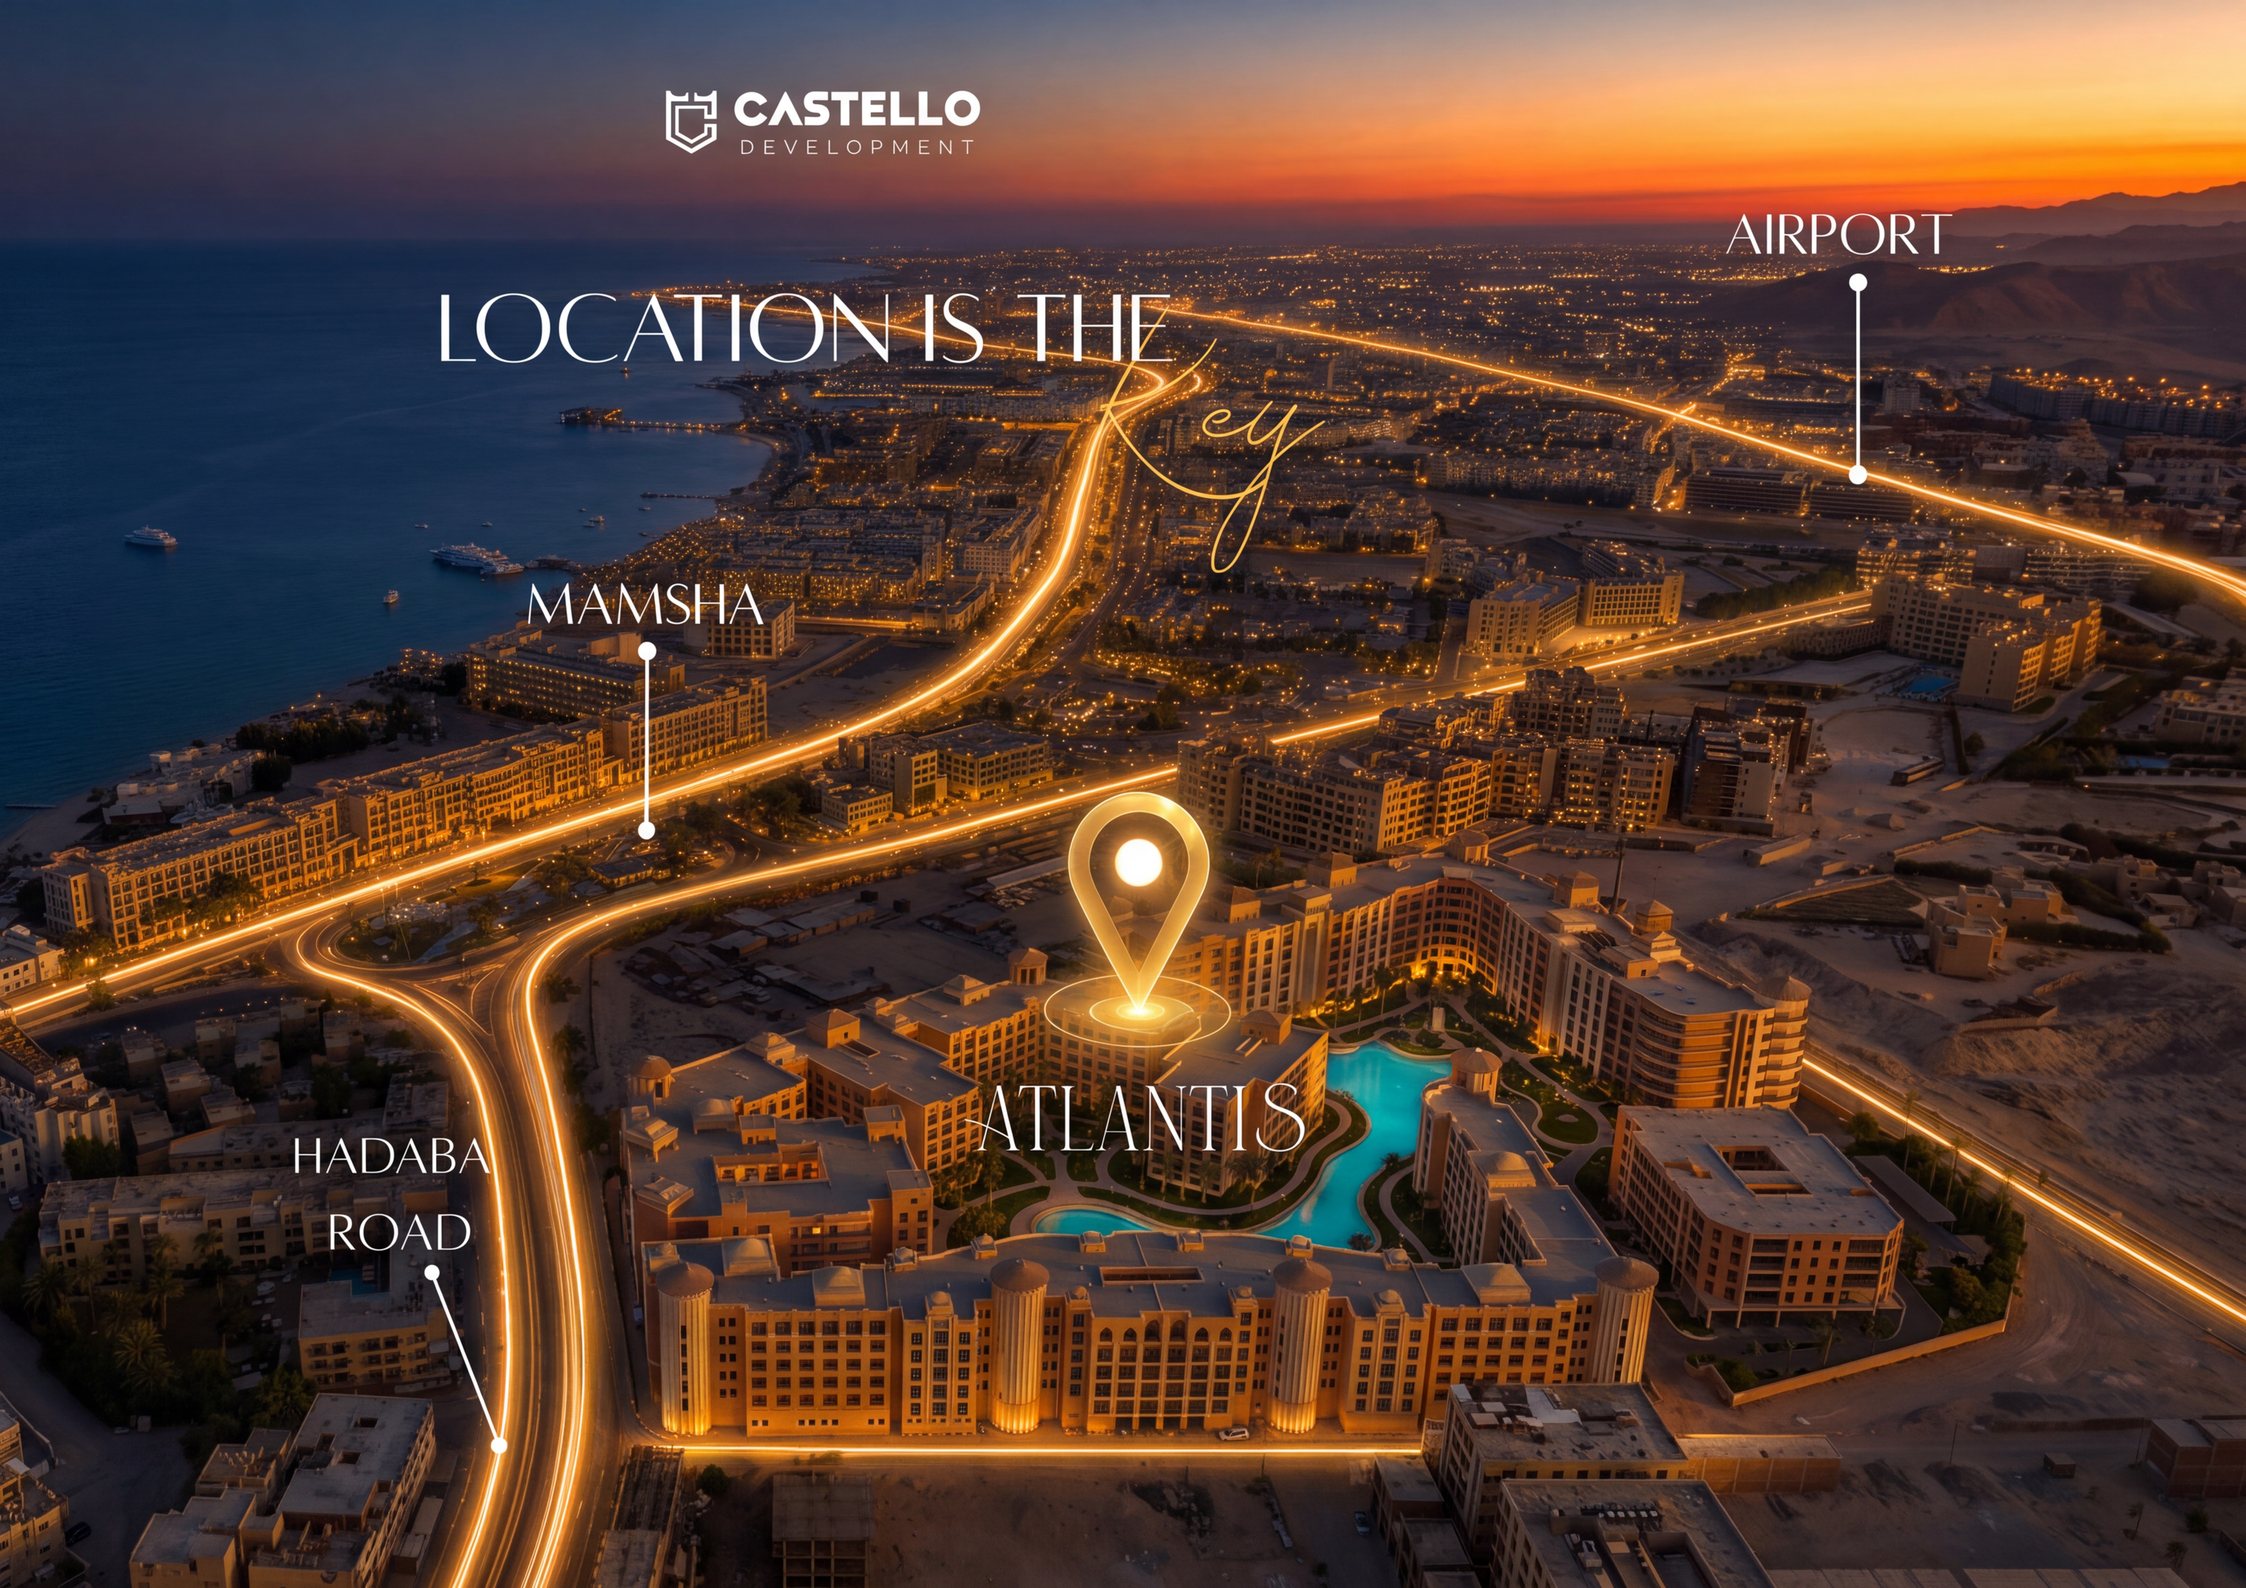 CASTELLO
DEVELOPMENT
AIRPORT
LOCATION IS THE
Key
MAMSHA
ATLANTIS
HADABA
ROAD